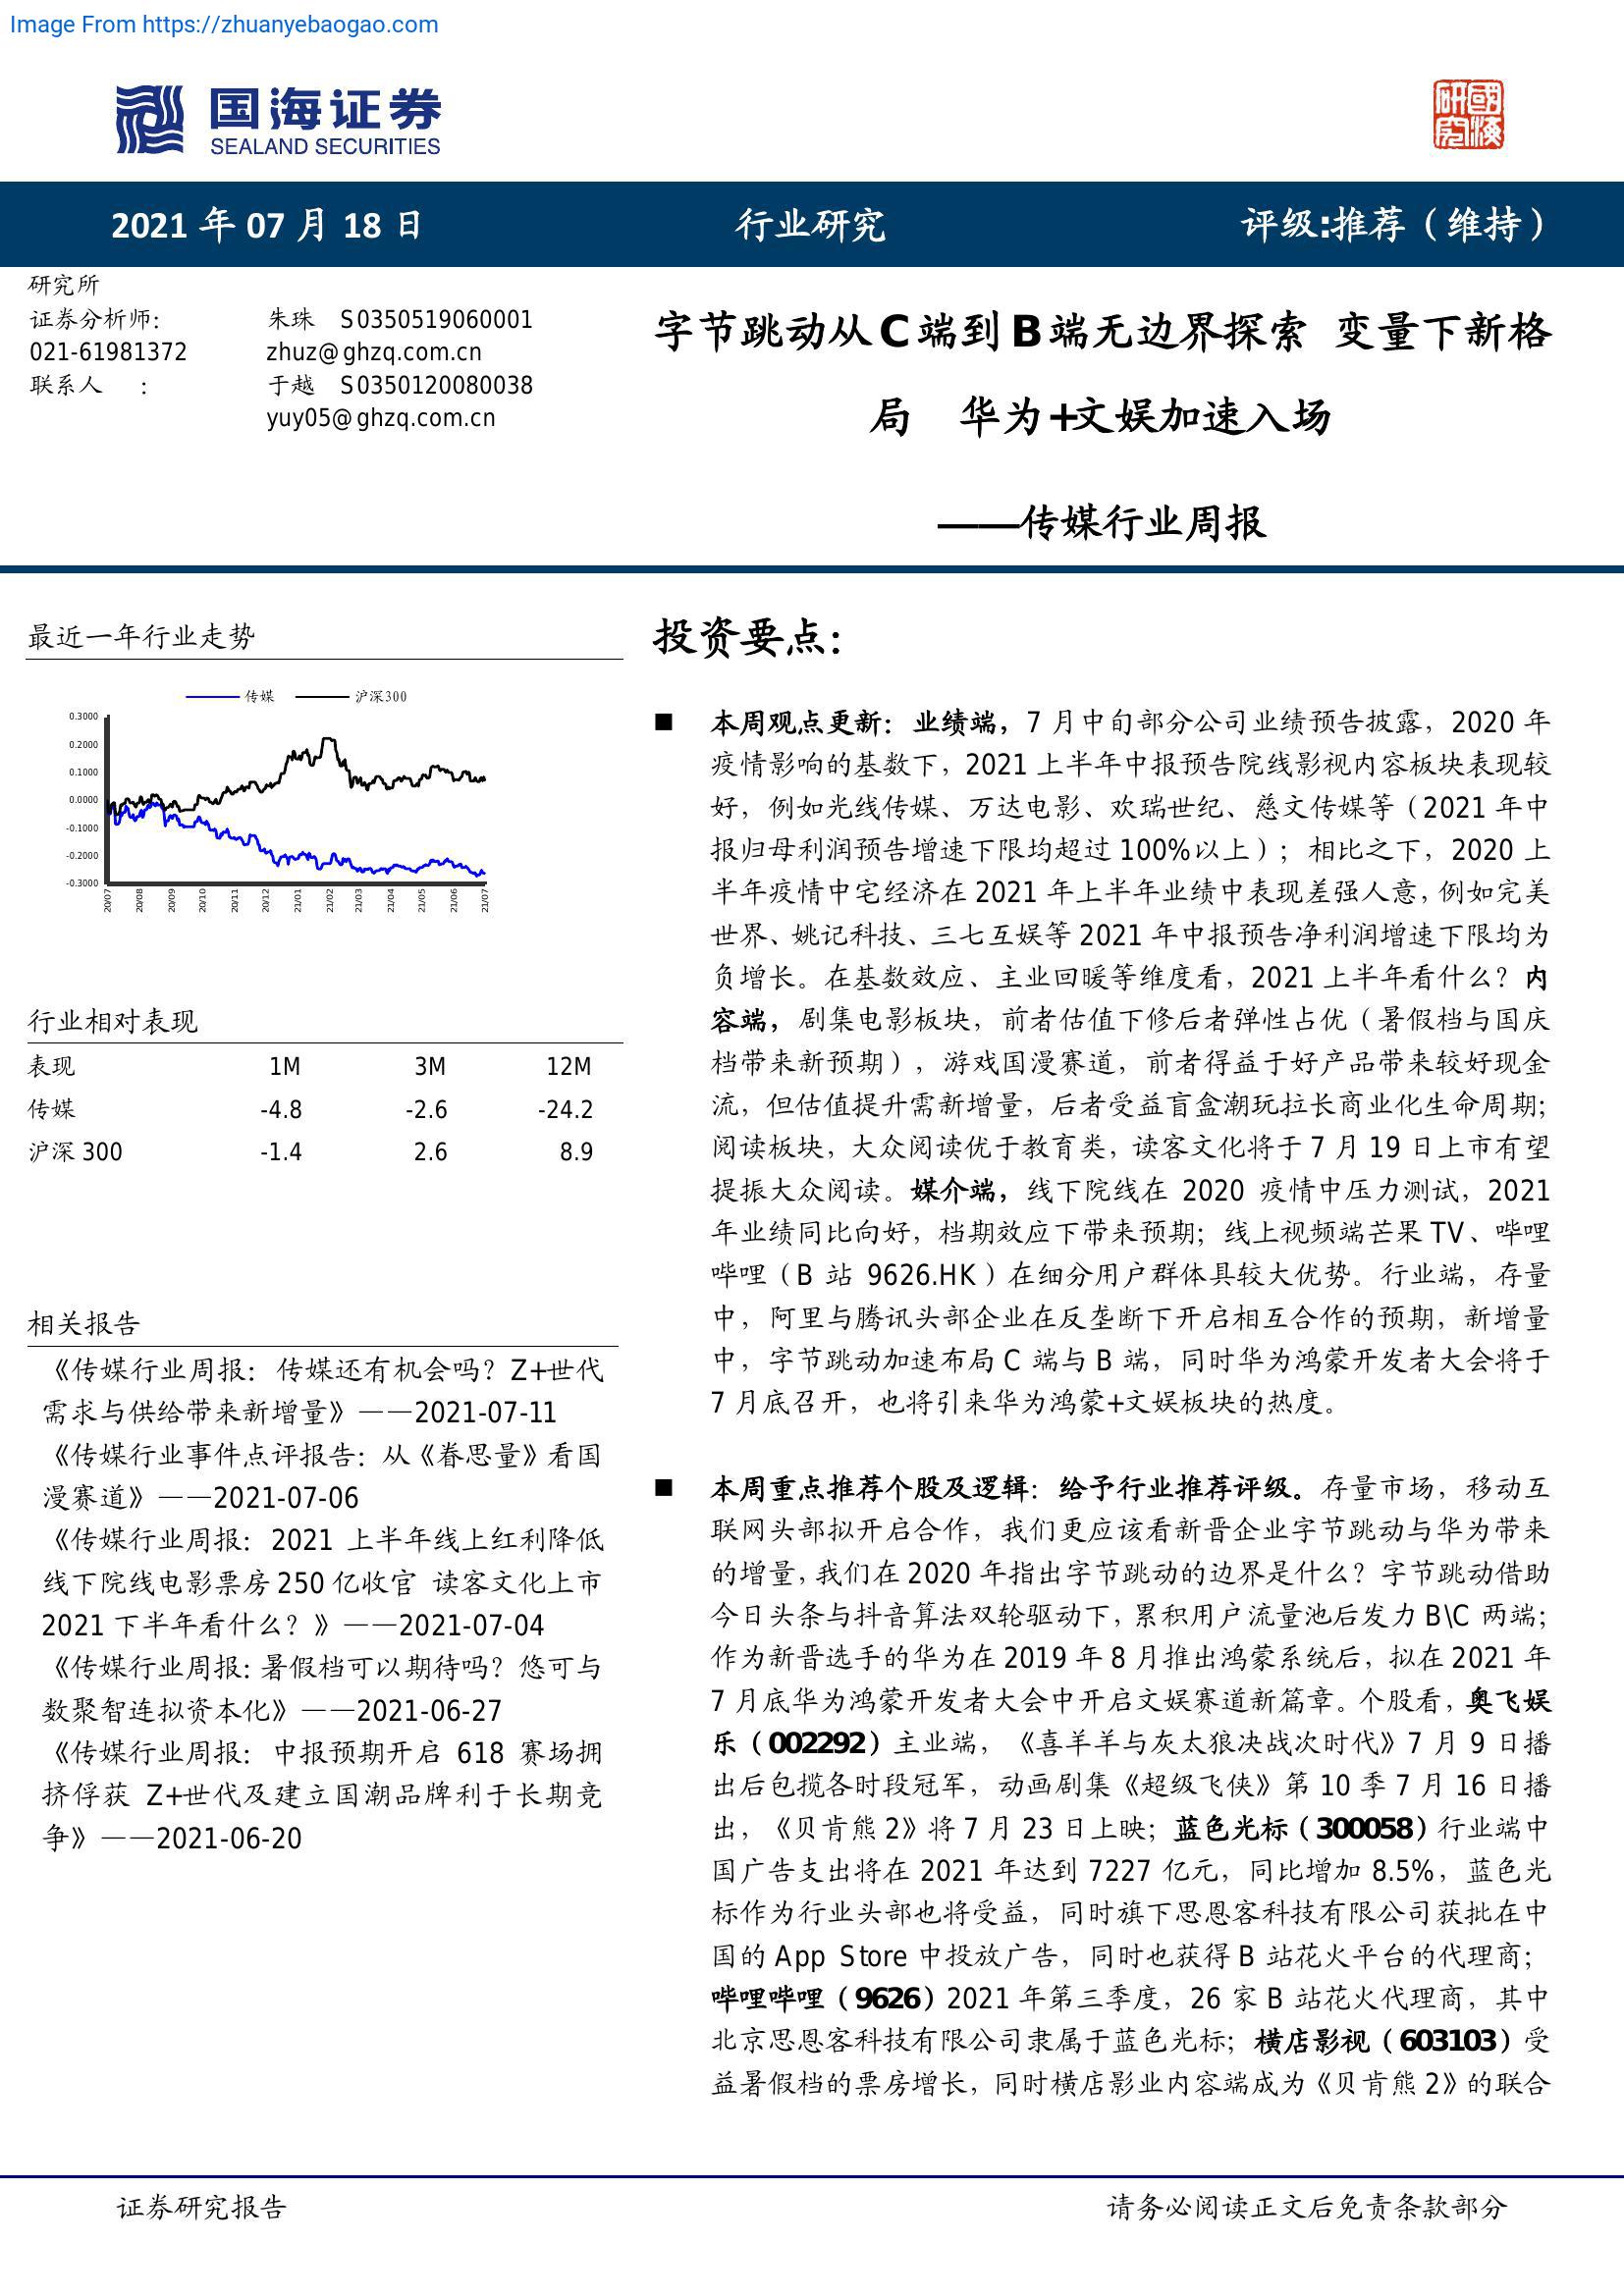 Image From https://zhuanyebaogao.com
国海证券
SEALAND SECURITIES
研國
究海
2021 年 07 月 18 日
行业研究
评级:推荐（维持）
研究所
证券分析师: 朱珠 S0350519060001
021-61981372 zhuz@ghzq.com.cn
联系人 : 于越 S0350120080038
yuy05@ghzq.com.cn
字节跳动从 C 端到 B 端无边界探索 变量下新格
局 华为+文娱加速入场
——传媒行业周报
最近一年行业走势
传媒 沪深300
0.3000
0.2000
0.1000
0.0000
-0.1000
-0.2000
-0.3000
20/07 20/08 20/09 20/10 20/11 20/12 21/01 21/02 21/03 21/04 21/05 21/06 21/07
行业相对表现
表现 1M 3M 12M
传媒 -4.8 -2.6 -24.2
沪深 300 -1.4 2.6 8.9
相关报告
《传媒行业周报：传媒还有机会吗？Z+世代
需求与供给带来新增量》——2021-07-11
《传媒行业事件点评报告：从《眷思量》看国
漫赛道》——2021-07-06
《传媒行业周报：2021 上半年线上红利降低
线下院线电影票房 250 亿收官 读客文化上市
2021 下半年看什么？》——2021-07-04
《传媒行业周报：暑假档可以期待吗？悠可与
数聚智连拟资本化》——2021-06-27
《传媒行业周报：中报预期开启 618 赛场拥
挤俘获 Z+世代及建立国潮品牌利于长期竞
争》——2021-06-20
投资要点：
■ 本周观点更新：业绩端，7 月中旬部分公司业绩预告披露，2020 年
疫情影响的基数下，2021 上半年中报预告院线影视内容板块表现较
好，例如光线传媒、万达电影、欢瑞世纪、慈文传媒等（2021 年中
报归母利润预告增速下限均超过 100%以上）；相比之下，2020 上
半年疫情中宅经济在 2021 年上半年业绩中表现差强人意，例如完美
世界、姚记科技、三七互娱等 2021 年中报预告净利润增速下限均为
负增长。在基数效应、主业回暖等维度看，2021 上半年看什么？内
容端，剧集电影板块，前者估值下修后者弹性占优（暑假档与国庆
档带来新预期），游戏国漫赛道，前者得益于好产品带来较好现金
流，但估值提升需新增量，后者受益盲盒潮玩拉长商业化生命周期；
阅读板块，大众阅读优于教育类，读客文化将于 7 月 19 日上市有望
提振大众阅读。媒介端，线下院线在 2020 疫情中压力测试，2021
年业绩同比向好，档期效应下带来预期；线上视频端芒果 TV、哔哩
哔哩（B 站 9626.HK）在细分用户群体具较大优势。行业端，存量
中，阿里与腾讯头部企业在反垄断下开启相互合作的预期，新增量
中，字节跳动加速布局 C 端与 B 端，同时华为鸿蒙开发者大会将于
7 月底召开，也将引来华为鸿蒙+文娱板块的热度。
■ 本周重点推荐个股及逻辑：给予行业推荐评级。存量市场，移动互
联网头部拟开启合作，我们更应该看新晋企业字节跳动与华为带来
的增量，我们在 2020 年指出字节跳动的边界是什么？字节跳动借助
今日头条与抖音算法双轮驱动下，累积用户流量池后发力 B\C 两端；
作为新晋选手的华为在 2019 年 8 月推出鸿蒙系统后，拟在 2021 年
7 月底华为鸿蒙开发者大会中开启文娱赛道新篇章。个股看，奥飞娱
乐（002292）主业端，《喜羊羊与灰太狼决战次时代》7 月 9 日播
出后包揽各时段冠军，动画剧集《超级飞侠》第 10 季 7 月 16 日播
出，《贝肯熊 2》将 7 月 23 日上映；蓝色光标（300058）行业端中
国广告支出将在 2021 年达到 7227 亿元，同比增加 8.5%，蓝色光
标作为行业头部也将受益，同时旗下思恩客科技有限公司获批在中
国的 App Store 中投放广告，同时也获得 B 站花火平台的代理商；
哔哩哔哩（9626）2021 年第三季度，26 家 B 站花火代理商，其中
北京思恩客科技有限公司隶属于蓝色光标；横店影视（603103）受
益暑假档的票房增长，同时横店影业内容端成为《贝肯熊 2》的联合
证券研究报告
请务必阅读正文后免责条款部分